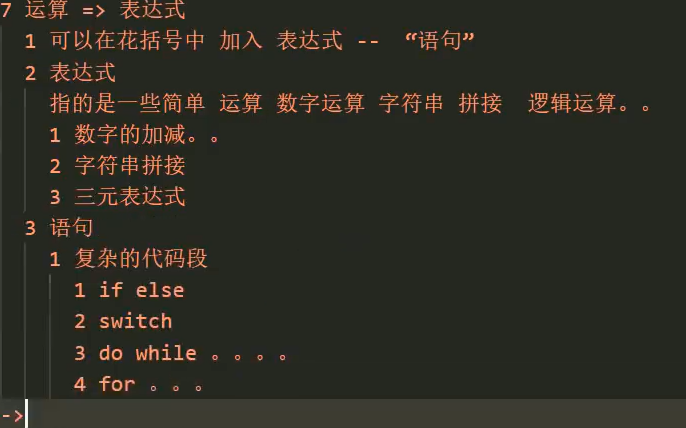 7 运算 => 表达式
1 可以在花括号中 加入 表达式 -- “语句”
2 表达式
指的是一些简单 运算 数字运算 字符串 拼接 逻辑运算。。
1 数字的加减。。
2 字符串拼接
3 三元表达式
3 语句
1 复杂的代码段
1 if else
2 switch
3 do while 。。。。
4 for 。。。
->